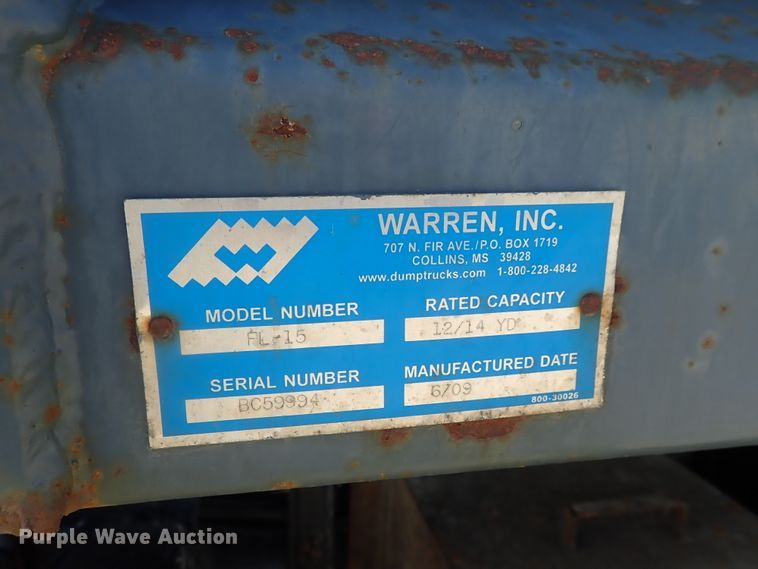 WARREN, INC.
707 N. FIR AVE./P.O. BOX 1719
COLLINS, MS 39428
www.dumptrucks.com 1-800-228-4842
MODEL NUMBER RATED CAPACITY
FL-15 12/14 YD
SERIAL NUMBER MANUFACTURED DATE
BC59994 6/09
800-30026
Purple Wave Auction